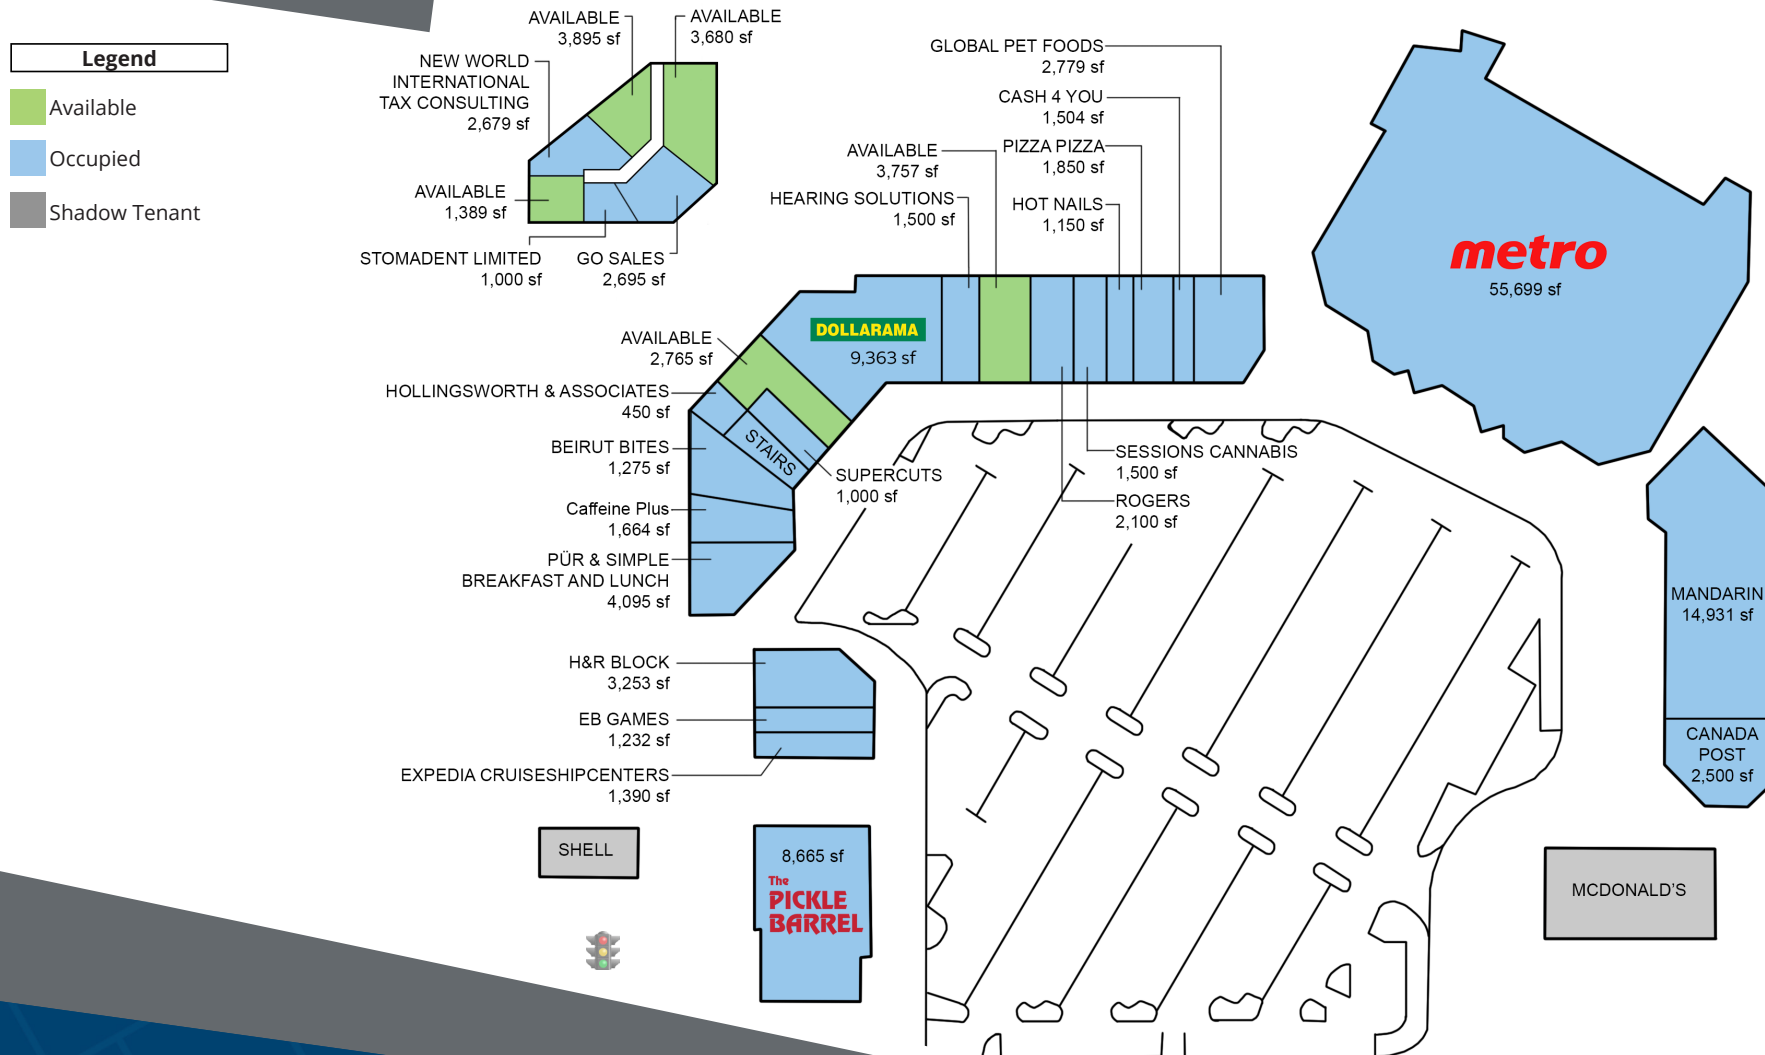 Legend
Available
Occupied
Shadow Tenant
AVAILABLE
3,895 sf
AVAILABLE
3,680 sf
NEW WORLD
INTERNATIONAL
TAX CONSULTING
2,679 sf
AVAILABLE
1,389 sf
STOMADENT LIMITED
1,000 sf
GO SALES
2,695 sf
GLOBAL PET FOODS
2,779 sf
CASH 4 YOU
1,504 sf
PIZZA PIZZA
1,850 sf
AVAILABLE
3,757 sf
HEARING SOLUTIONS
1,500 sf
HOT NAILS
1,150 sf
metro
55,699 sf
DOLLARAMA
9,363 sf
AVAILABLE
2,765 sf
HOLLINGSWORTH & ASSOCIATES
450 sf
BEIRUT BITES
1,275 sf
STAIRS
SUPERCUTS
1,000 sf
SESSIONS CANNABIS
1,500 sf
ROGERS
2,100 sf
Caffeine Plus
1,664 sf
PÜR & SIMPLE
BREAKFAST AND LUNCH
4,095 sf
MANDARIN
14,931 sf
CANADA
POST
2,500 sf
H&R BLOCK
3,253 sf
EB GAMES
1,232 sf
EXPEDIA CRUISESHIPCENTERS
1,390 sf
SHELL
8,665 sf
The
PICKLE
BARREL
MCDONALD'S